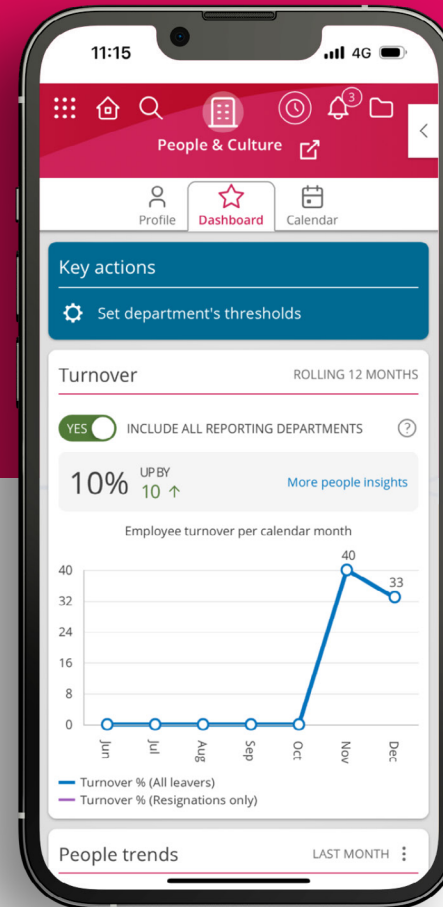 11:15 4G
3
People & Culture
Profile Dashboard Calendar
Key actions
Set department's thresholds
Turnover ROLLING 12 MONTHS
YES INCLUDE ALL REPORTING DEPARTMENTS ?
10% UP BY 10 ↑ More people insights
Employee turnover per calendar month
40
33
40
32
24
16
8
0
Jun Jul Aug Sep Oct Nov Dec
Turnover % (All leavers)
Turnover % (Resignations only)
People trends LAST MONTH